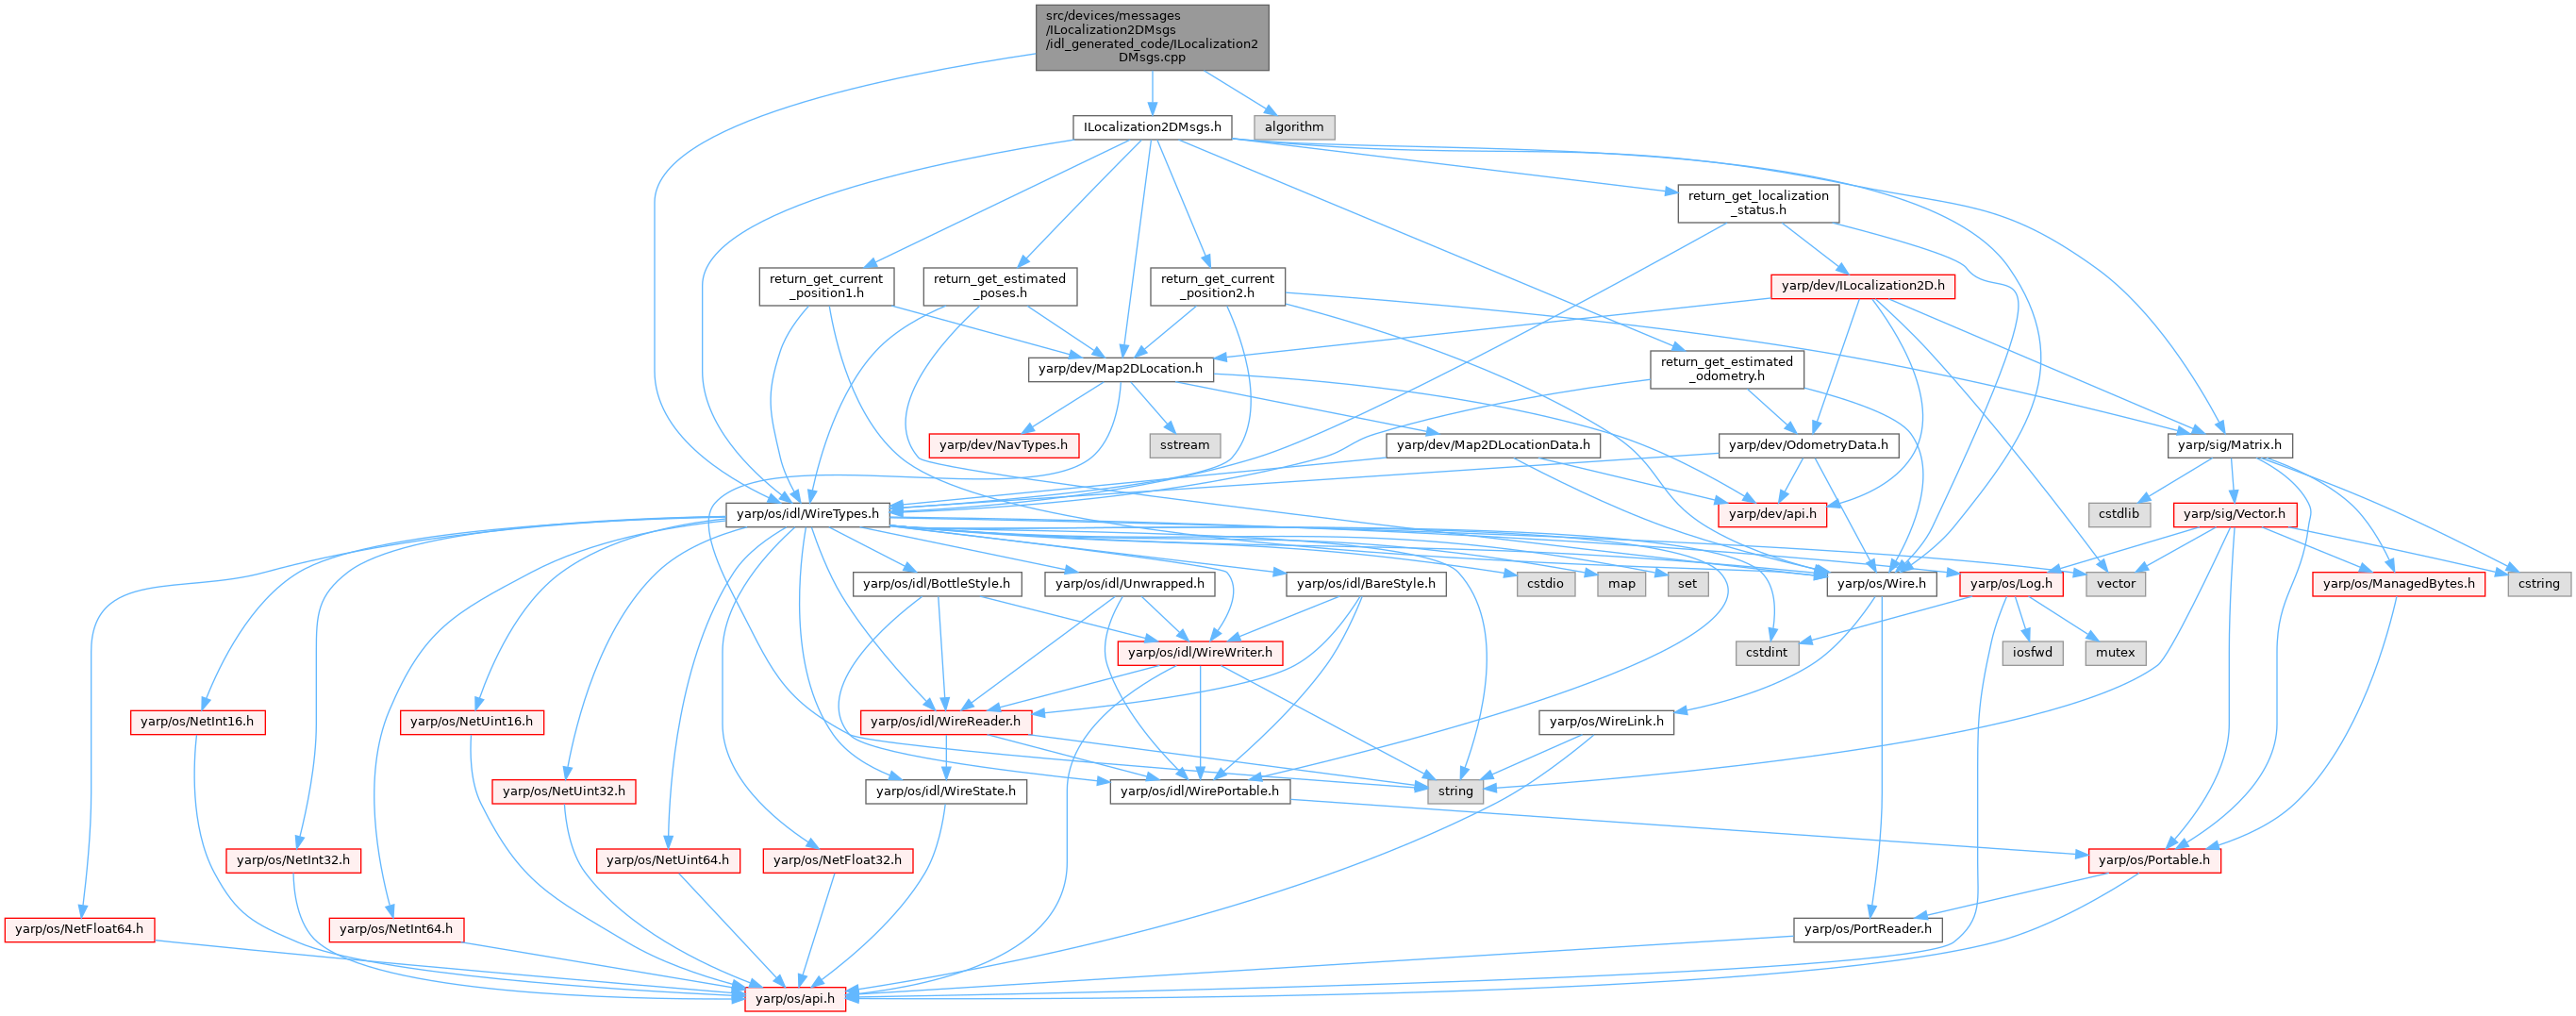 src/devices/messages
/ILocalization2DMsgs
/idl_generated_code/ILocalization2
DMsgs.cpp
ILocalization2DMsgs.h
algorithm
return_get_localization
_status.h
return_get_current
_position1.h
return_get_estimated
_poses.h
return_get_current
_position2.h
yarp/dev/ILocalization2D.h
yarp/dev/Map2DLocation.h
return_get_estimated
_odometry.h
yarp/dev/NavTypes.h
sstream
yarp/dev/Map2DLocationData.h
yarp/dev/OdometryData.h
yarp/sig/Matrix.h
yarp/os/idl/WireTypes.h
yarp/dev/api.h
cstdlib
yarp/sig/Vector.h
yarp/os/idl/BottleStyle.h
yarp/os/idl/Unwrapped.h
yarp/os/idl/BareStyle.h
cstdio
map
set
yarp/os/Wire.h
yarp/os/Log.h
vector
yarp/os/ManagedBytes.h
cstring
yarp/os/idl/WireWriter.h
cstdint
iosfwd
mutex
yarp/os/NetInt16.h
yarp/os/NetUint16.h
yarp/os/idl/WireReader.h
yarp/os/WireLink.h
yarp/os/NetUint32.h
yarp/os/idl/WireState.h
yarp/os/idl/WirePortable.h
string
yarp/os/NetInt32.h
yarp/os/NetUint64.h
yarp/os/NetFloat32.h
yarp/os/Portable.h
yarp/os/NetFloat64.h
yarp/os/NetInt64.h
yarp/os/PortReader.h
yarp/os/api.h